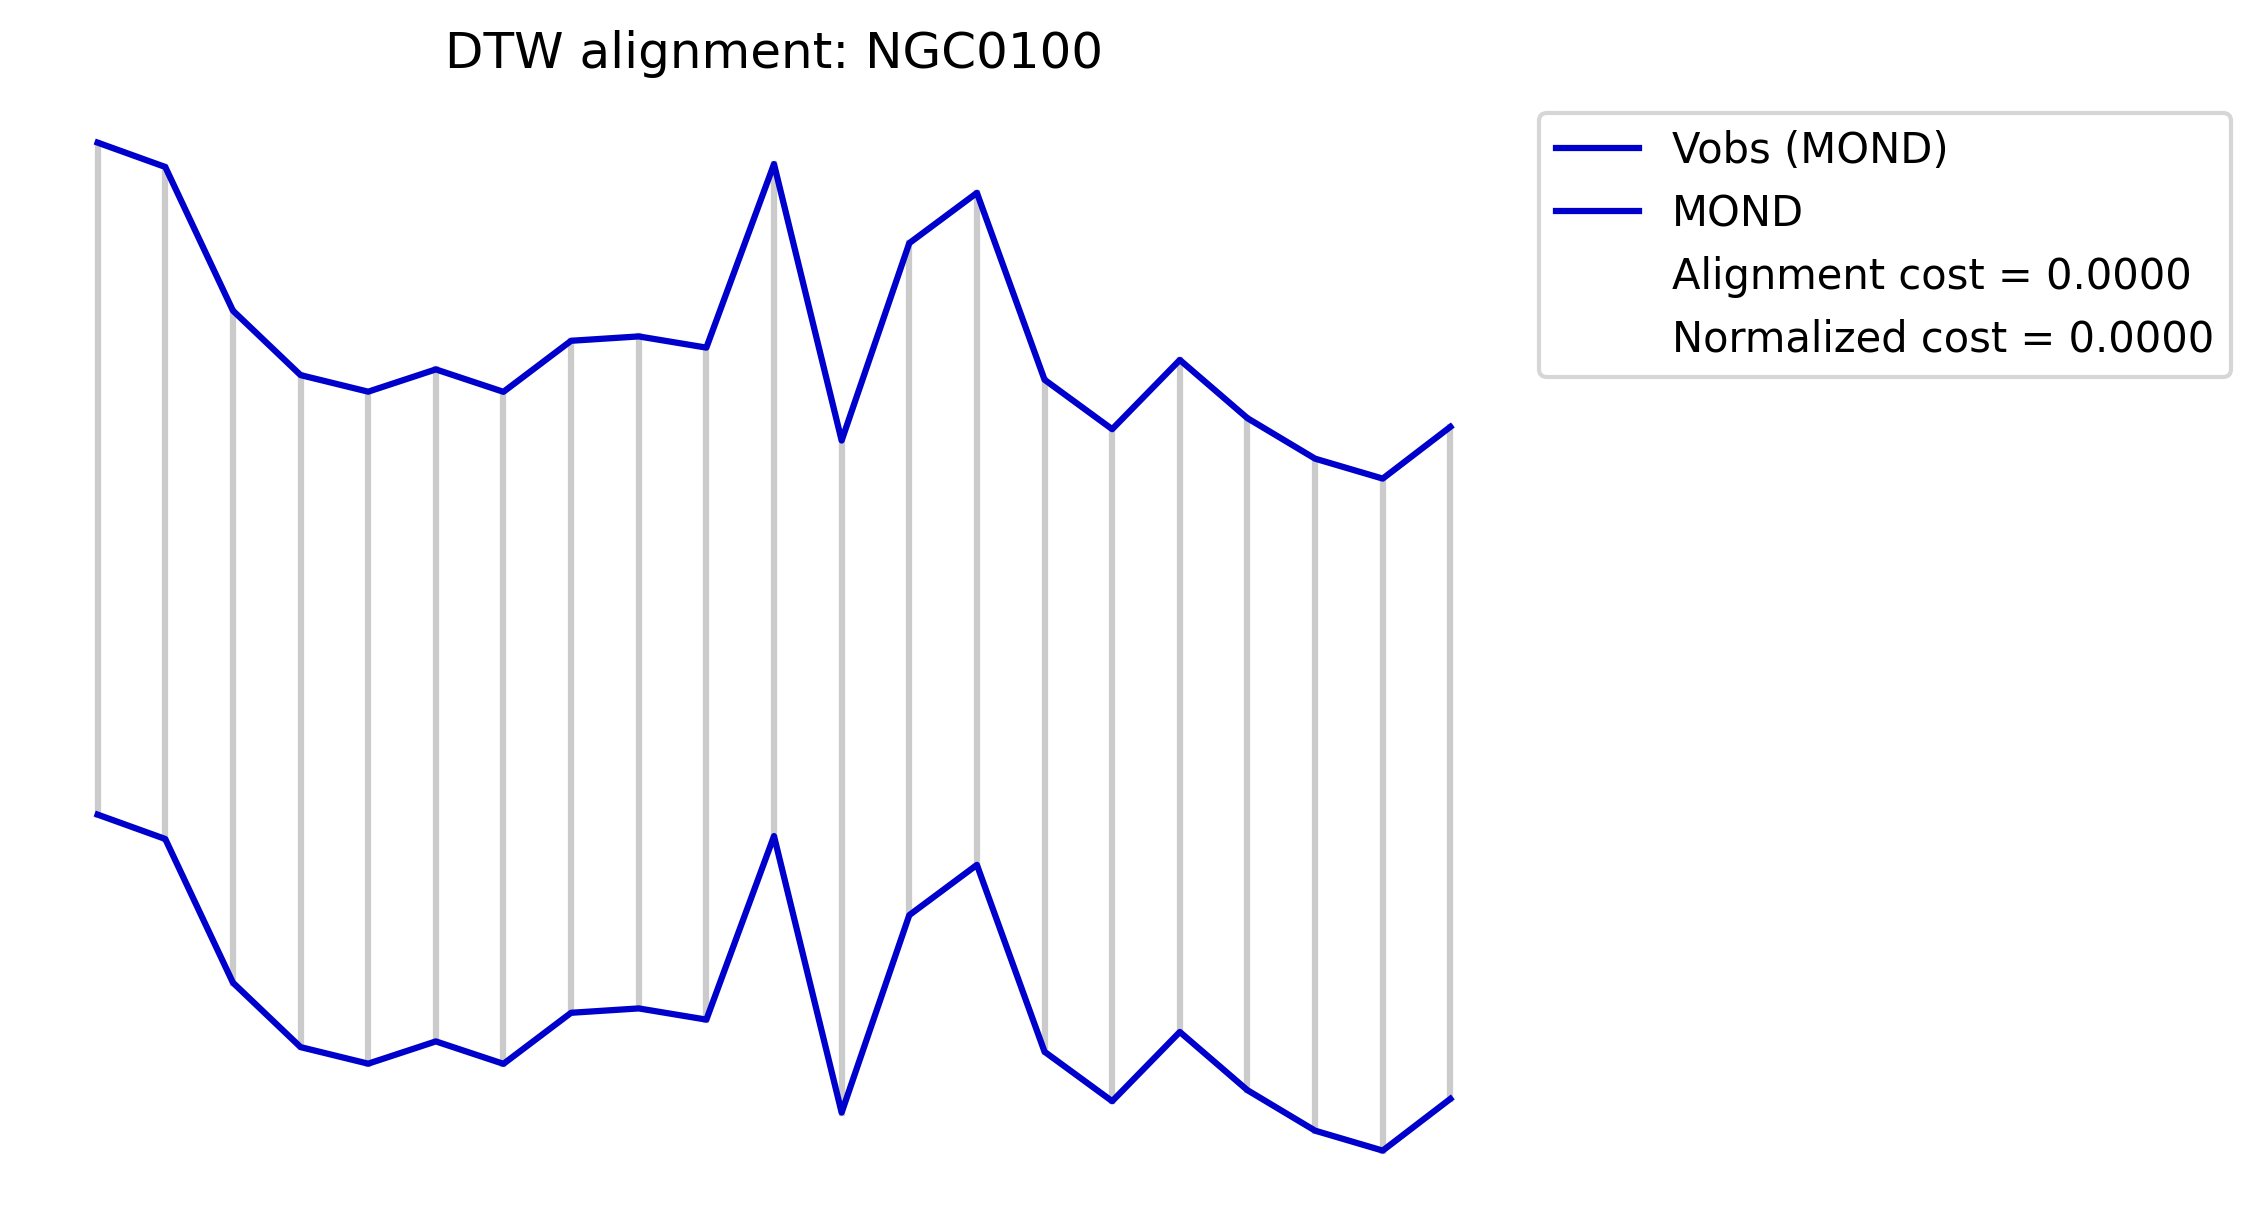 DTW alignment: NGC0100
Vobs (MOND)
MOND
Alignment cost = 0.0000
Normalized cost = 0.0000